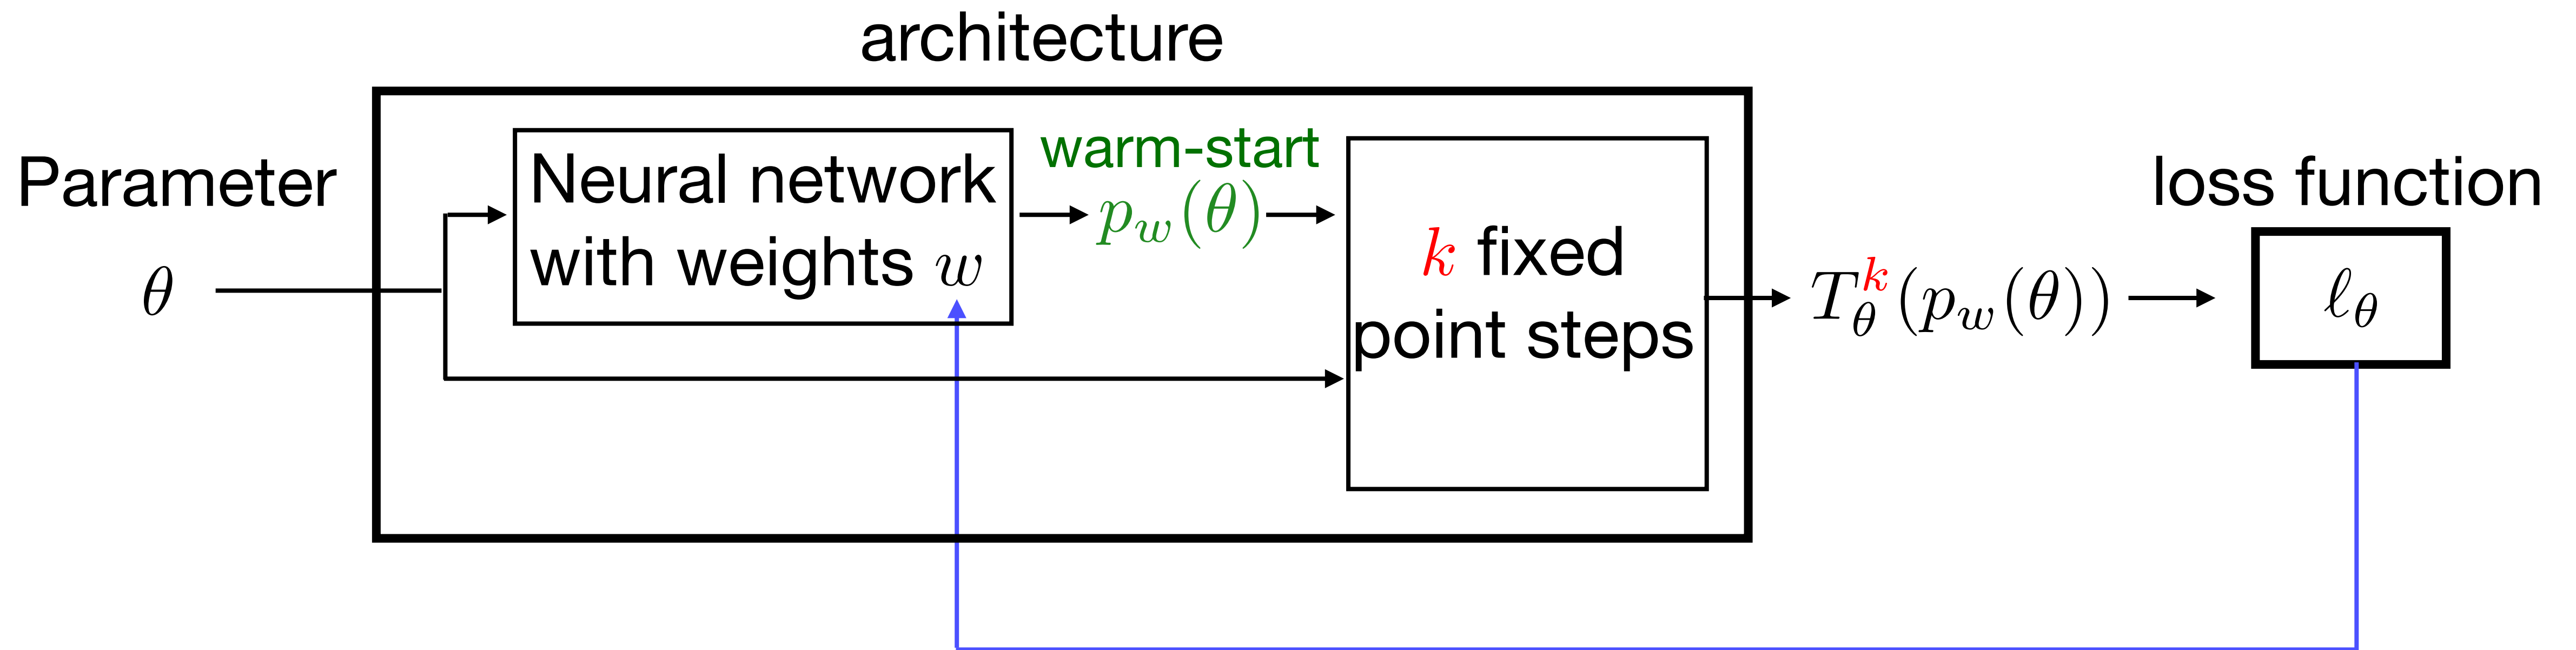 architecture
Parameter
θ
Neural network
with weights w
warm-start
p_w(θ)
k fixed
point steps
T_θ^k(p_w(θ))
loss function
ℓ_θ